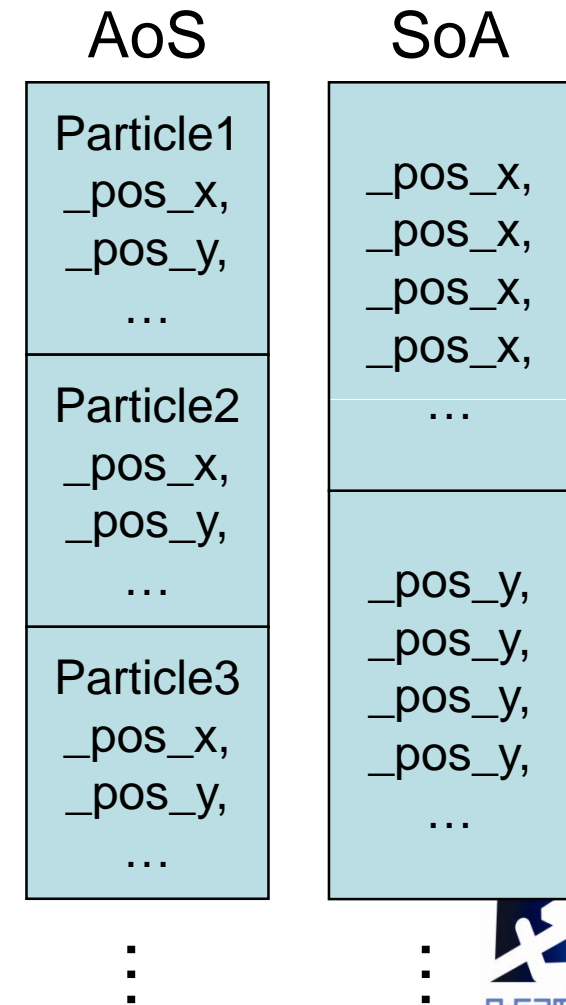 AoS
Particle1
_pos_x,
_pos_y,
…
Particle2
_pos_x,
_pos_y,
…
Particle3
_pos_x,
_pos_y,
…
⋮
SoA
_pos_x,
_pos_x,
_pos_x,
_pos_x,
…
_pos_y,
_pos_y,
_pos_y,
_pos_y,
…
⋮